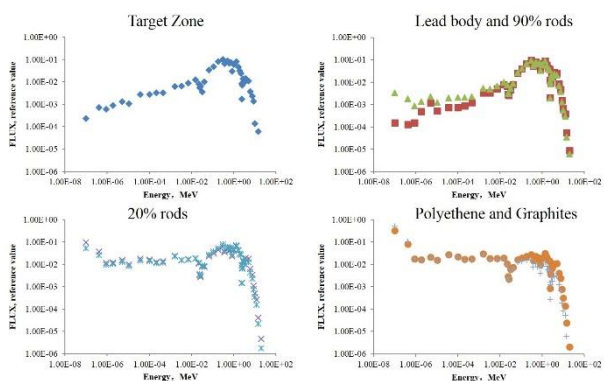 Target Zone
1.00E+00
1.00E-01
1.00E-02
1.00E-03
1.00E-04
1.00E-05
1.00E-06
FLUX, reference value
1.00E-08 1.00E-06 1.00E-04 1.00E-02 1.00E+00 1.00E+02
Energy, MeV
Lead body and 90% rods
1.00E+00
1.00E-01
1.00E-02
1.00E-03
1.00E-04
1.00E-05
1.00E-06
FLUX, reference value
1.00E-08 1.00E-06 1.00E-04 1.00E-02 1.00E+00 1.00E+02
Energy, MeV
20% rods
1.00E+00
1.00E-01
1.00E-02
1.00E-03
1.00E-04
1.00E-05
1.00E-06
FLUX, reference value
1.00E-08 1.00E-06 1.00E-04 1.00E-02 1.00E+00 1.00E+02
Energy, MeV
Polyethene and Graphites
1.00E+00
1.00E-01
1.00E-02
1.00E-03
1.00E-04
1.00E-05
1.00E-06
FLUX, reference value
1.00E-08 1.00E-06 1.00E-04 1.00E-02 1.00E+00 1.00E+02
Energy, MeV